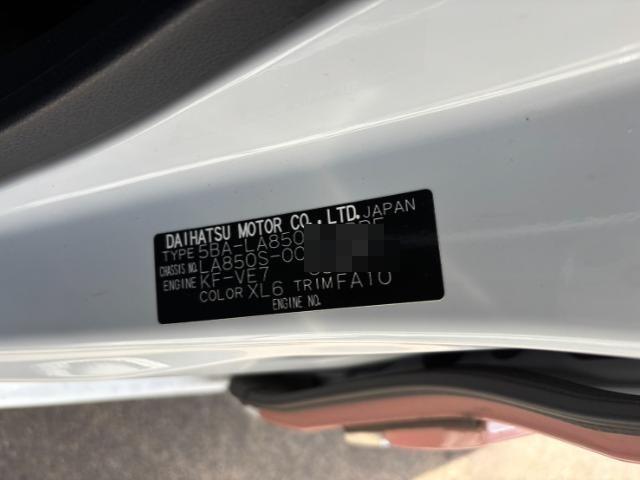 DAIHATSU MOTOR CO.,LTD. JAPAN
TYPE 5BA-LA850
CHASSIS NO. LA850S-00
ENGINE KF-VE7
COLOR XL6 TRIM FA10
ENGINE NO.